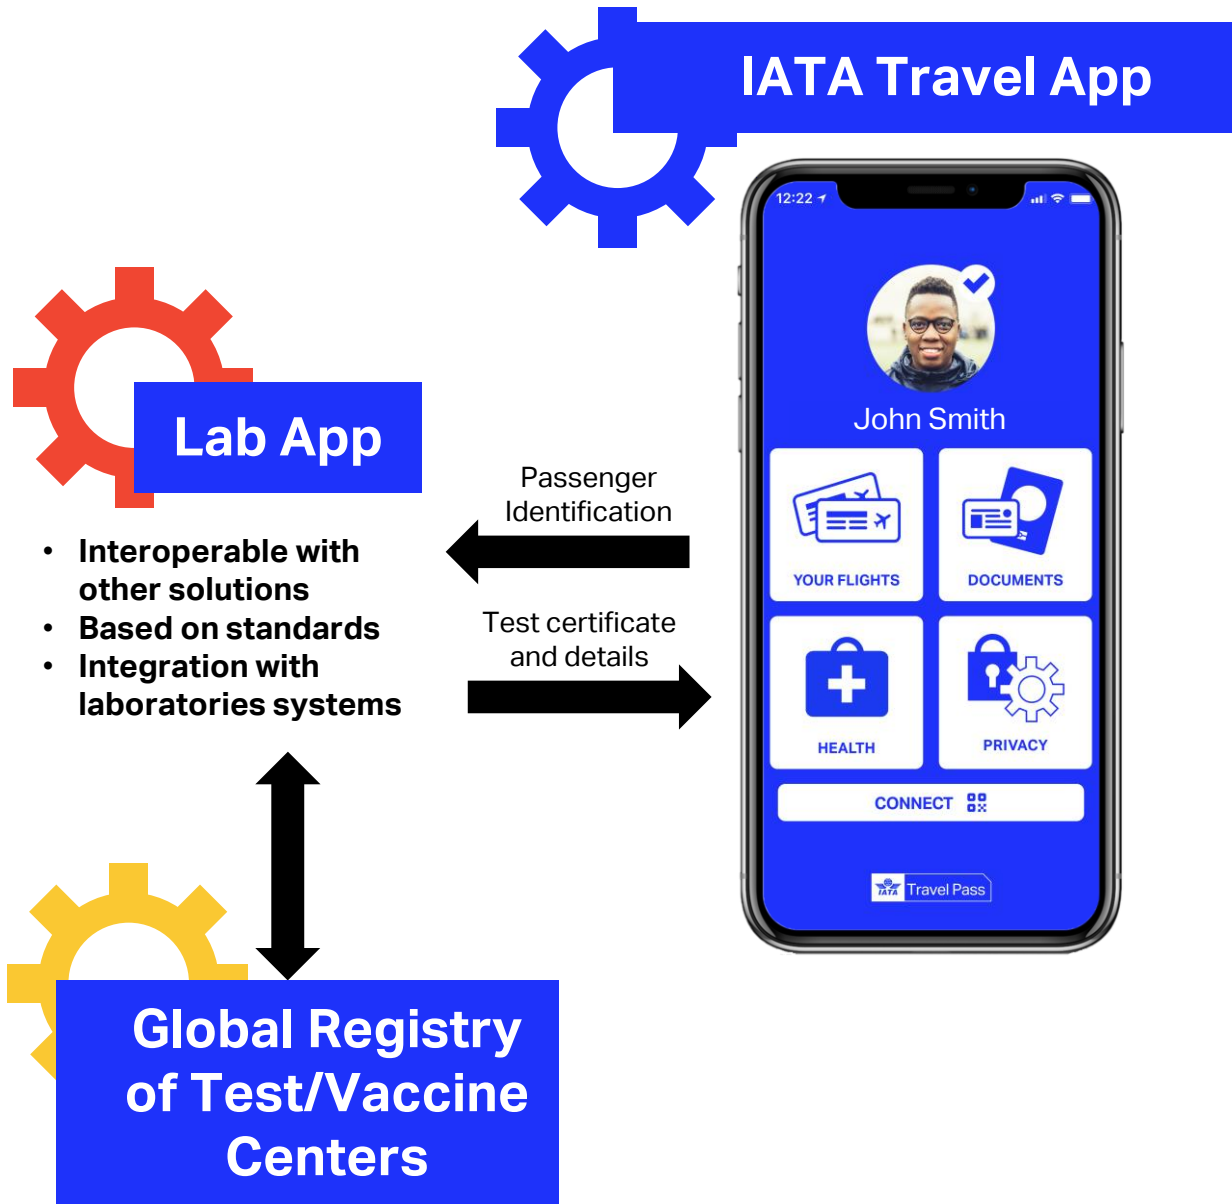 IATA Travel App
12:22
John Smith
YOUR FLIGHTS
DOCUMENTS
HEALTH
PRIVACY
CONNECT
IATA
Travel Pass
Lab App
• Interoperable with
other solutions
• Based on standards
• Integration with
laboratories systems
Passenger
Identification
Test certificate
and details
Global Registry
of Test/Vaccine
Centers